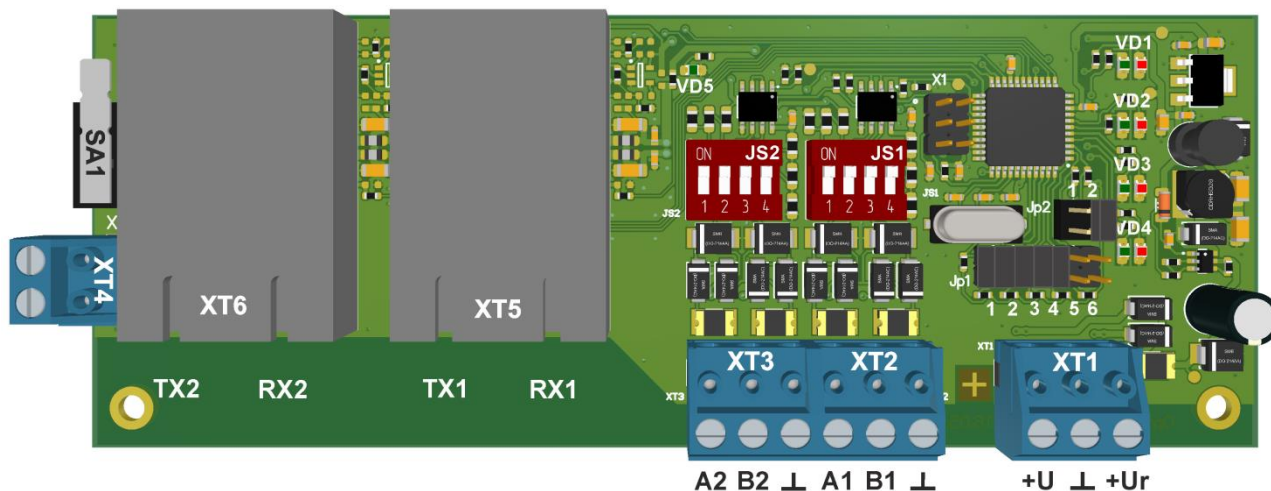 VD1
VD5
X1
VD2
SA1
ON JS2
ON JS1
VD3
1 2
JS2
1 2 3 4
1 2 3 4
JS1
Jp2
VD4
XT4
XT6
XT5
Jp1
1 2 3 4 5 6
XT3
XT2
XT1
XT1
TX2
RX2
TX1
RX1
XT3
A2 B2 ⊥ A1 B1 ⊥
+U ⊥ +Ur